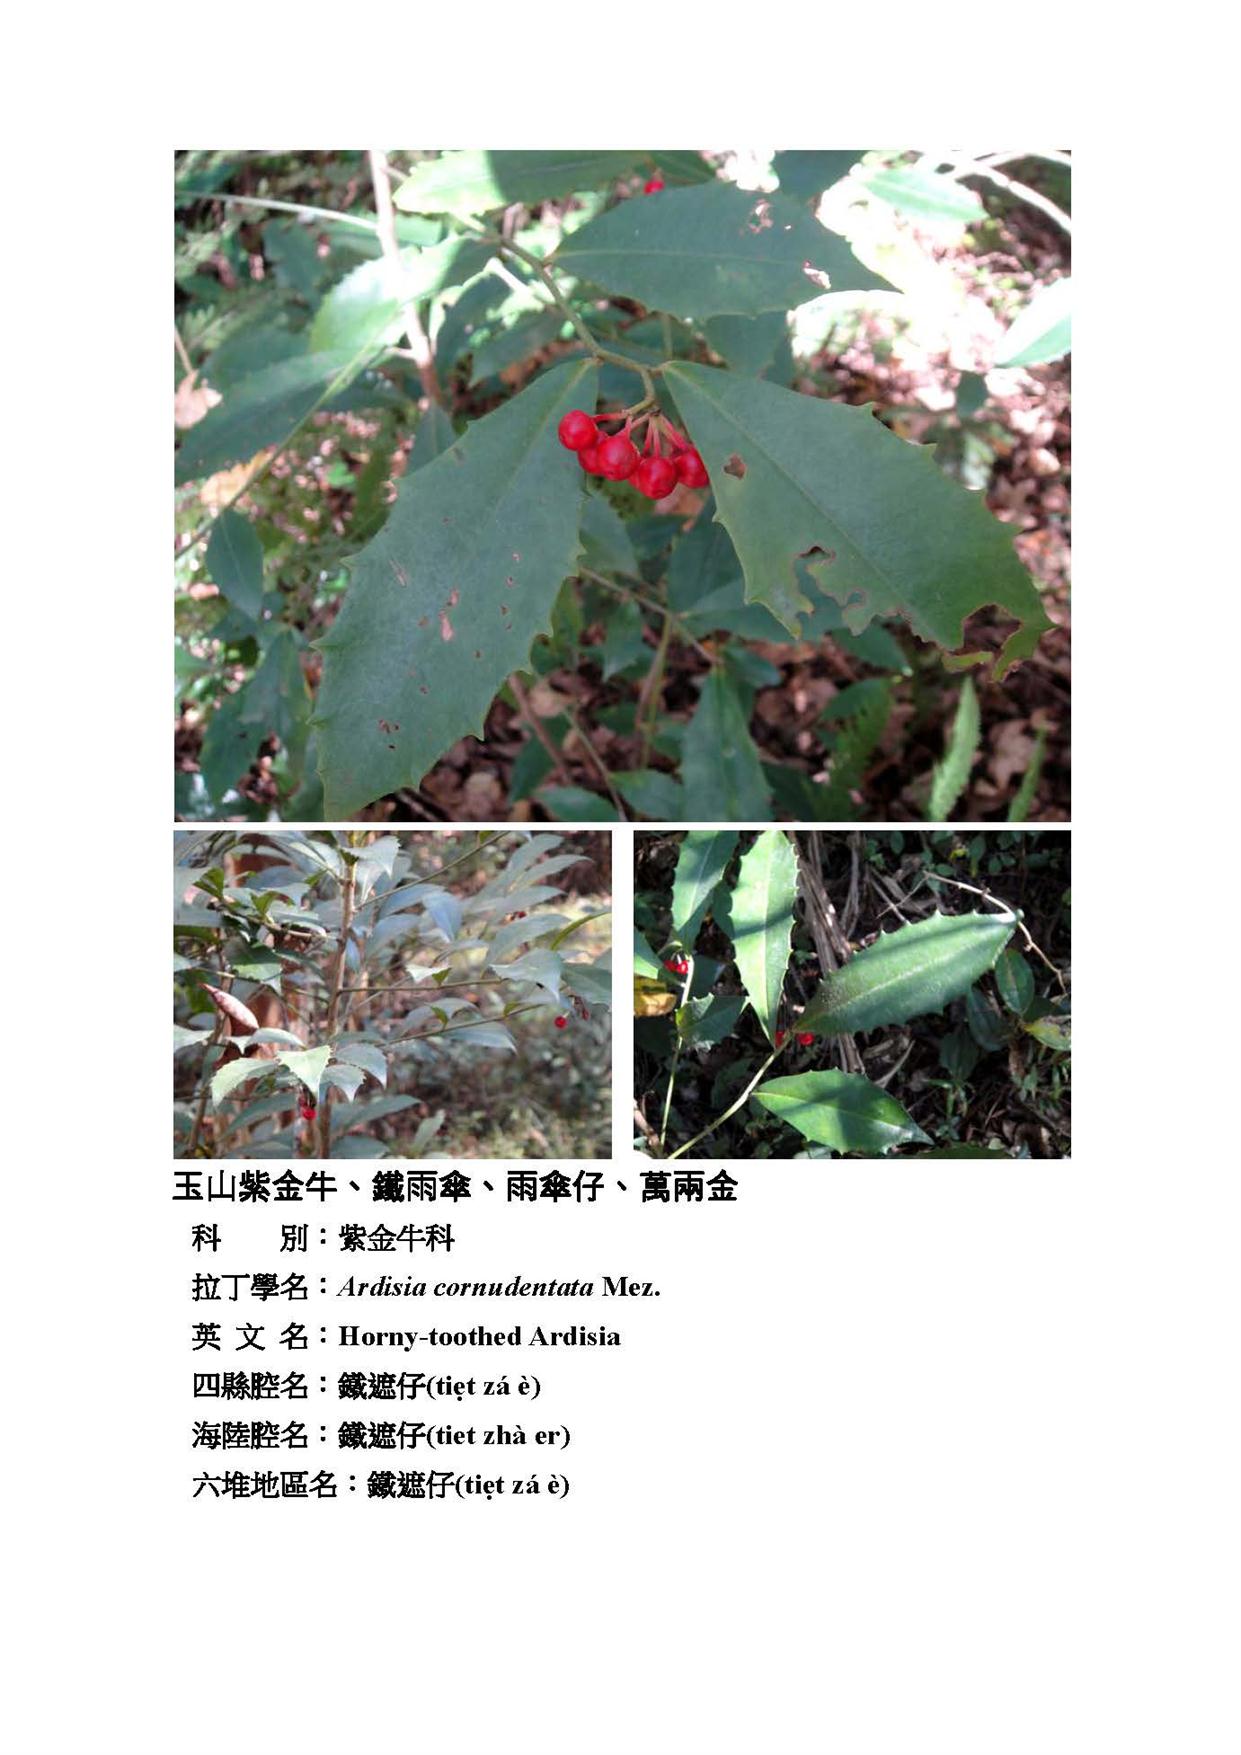 玉山紫金牛、鐵雨傘、雨傘仔、萬兩金
科　　別：紫金牛科
拉丁學名：Ardisia cornudentata Mez.
英 文 名：Horny-toothed Ardisia
四縣腔名：鐵遮仔(tiẹt zá è)
海陸腔名：鐵遮仔(tiet zhà er)
六堆地區名：鐵遮仔(tiẹt zá è)